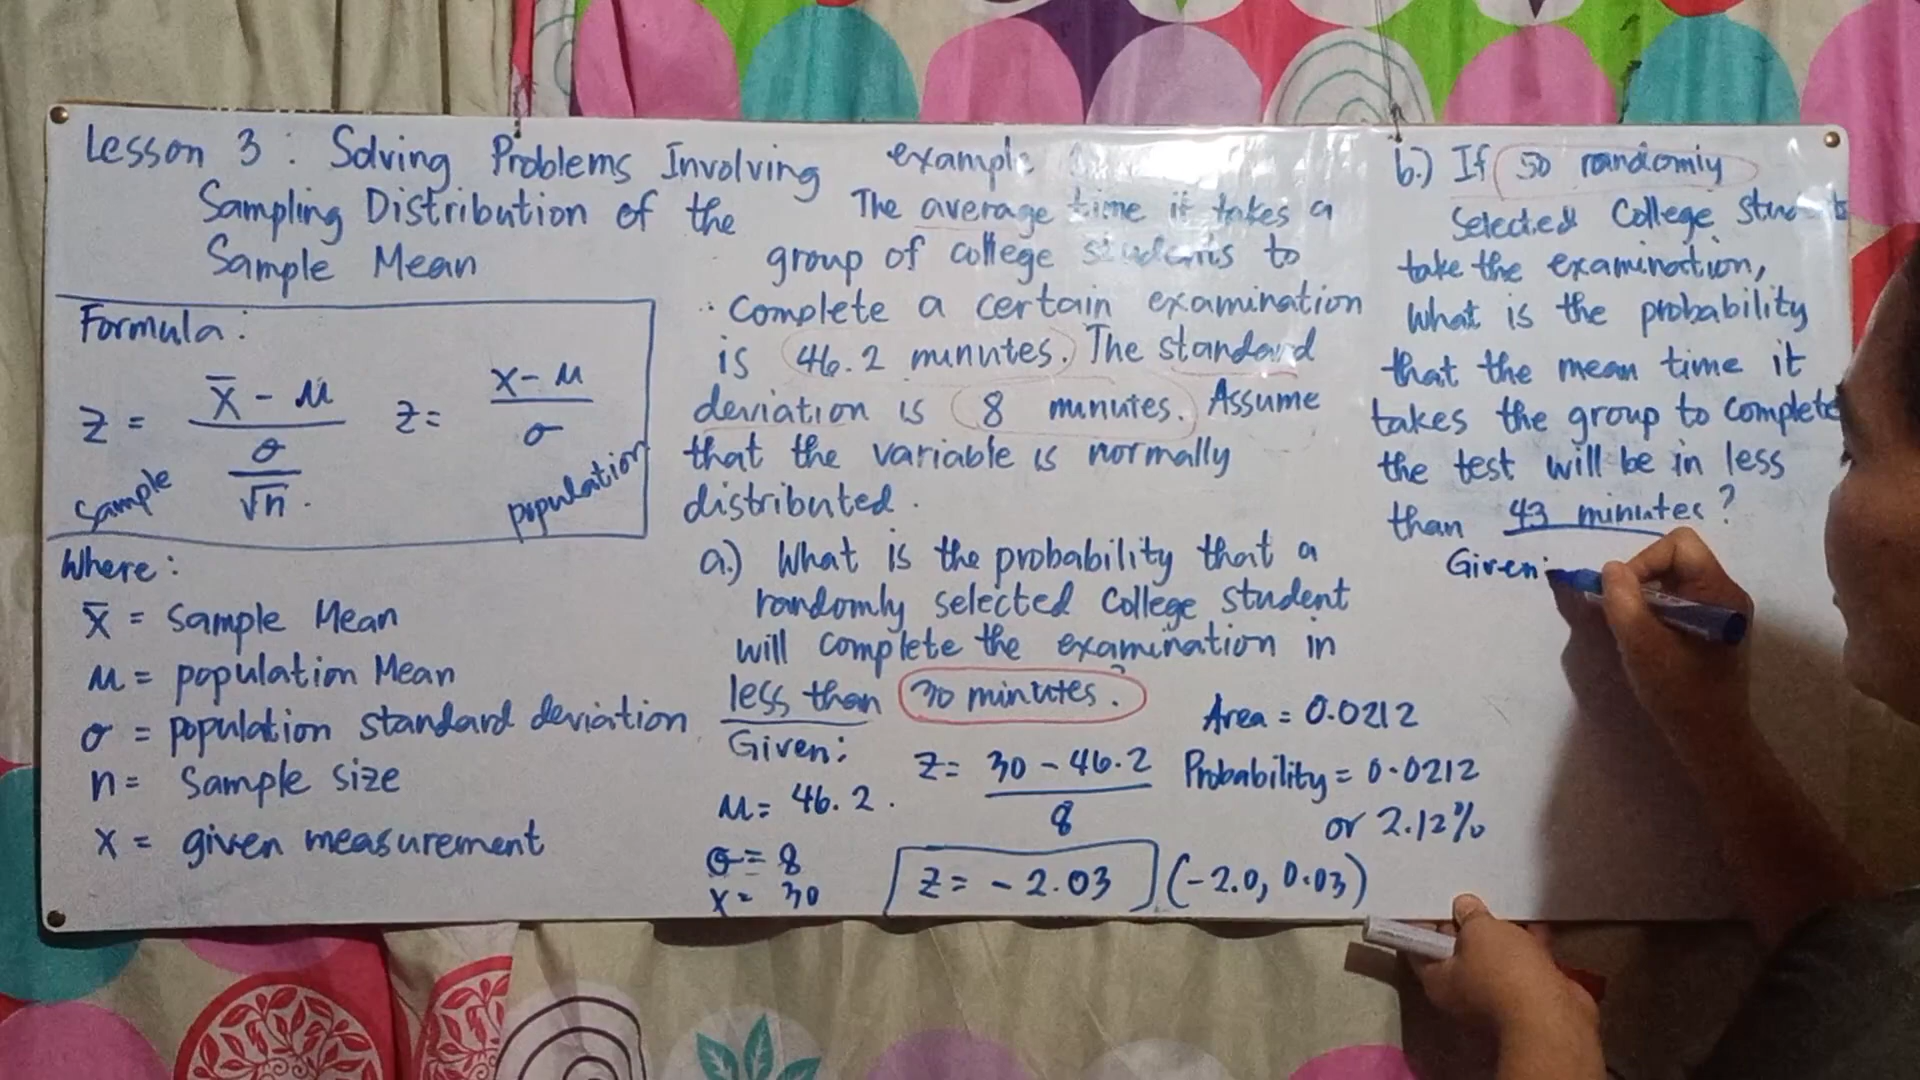 Lesson 3 : Solving Problems Involving
Sampling Distribution of the
Sample Mean
Formula:
z = x̄ - μ / σ/√n . z = x - μ / σ
Sample population
Where:
x̄ = Sample Mean
μ = population Mean
σ = population standard deviation
n = Sample size
x = given measurement
example
The average time it takes a
group of college students to
Complete a certain examination
is 46.2 minutes. The standard
deviation is 8 minutes. Assume
that the variable is normally
distributed.
a.) What is the probability that a
randomly selected College student
will complete the examination in
less than 30 minutes.?
Given:
μ = 46.2.
σ = 8
x = 30
z = 30 - 46.2 / 8
z = -2.03 (-2.0, 0.03)
Area = 0.0212
Probability = 0.0212
or 2.12%
b.) If 50 randomly
Selected College Students
take the examination,
What is the probability
that the mean time it
takes the group to complete
the test will be in less
than 43 minutes?
Given: